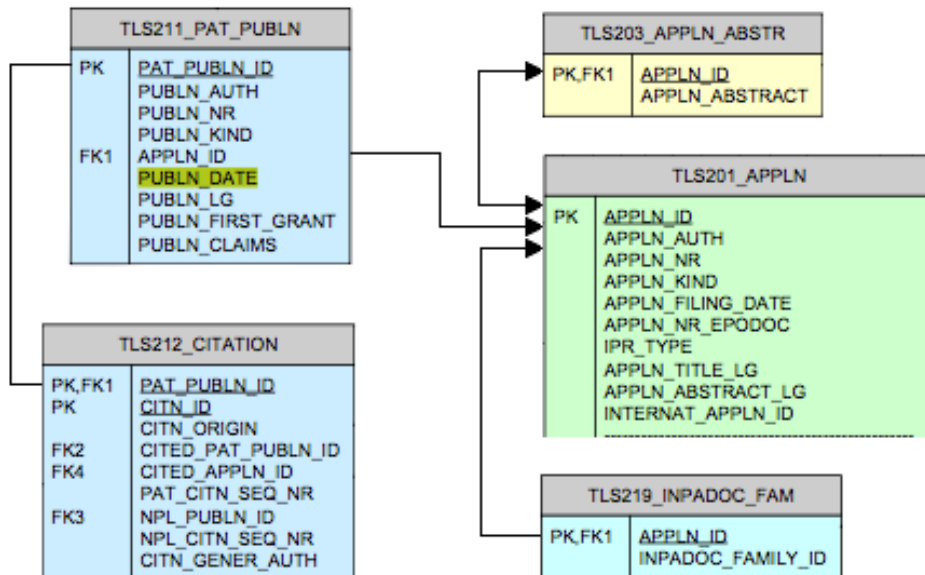 TLS211_PAT_PUBLN
PK PAT_PUBLN_ID
PUBLN_AUTH
PUBLN_NR
PUBLN_KIND
FK1 APPLN_ID
PUBLN_DATE
PUBLN_LG
PUBLN_FIRST_GRANT
PUBLN_CLAIMS
TLS203_APPLN_ABSTR
PK,FK1 APPLN_ID
APPLN_ABSTRACT
TLS201_APPLN
PK APPLN_ID
APPLN_AUTH
APPLN_NR
APPLN_KIND
APPLN_FILING_DATE
APPLN_NR_EPODOC
IPR_TYPE
APPLN_TITLE_LG
APPLN_ABSTRACT_LG
INTERNAT_APPLN_ID
TLS212_CITATION
PK,FK1 PAT_PUBLN_ID
PK CITN_ID
CITN_ORIGIN
FK2 CITED_PAT_PUBLN_ID
FK4 CITED_APPLN_ID
PAT_CITN_SEQ_NR
FK3 NPL_PUBLN_ID
NPL_CITN_SEQ_NR
CITN_GENER_AUTH
TLS219_INPADOC_FAM
PK,FK1 APPLN_ID
INPADOC_FAMILY_ID